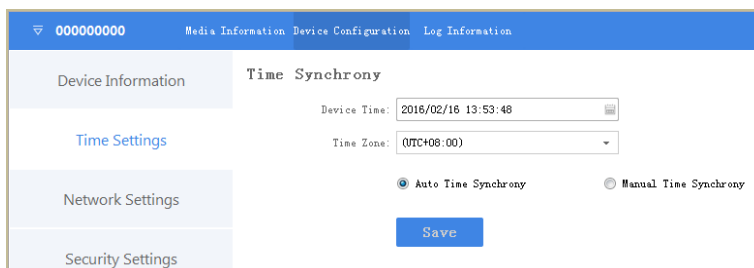 000000000 Media Information Device Configuration Log Information
Device Information
Time Synchrony
Device Time: 2016/02/16 13:53:48
Time Settings
Time Zone: (UTC+08:00)
Auto Time Synchrony Manual Time Synchrony
Network Settings
Save
Security Settings